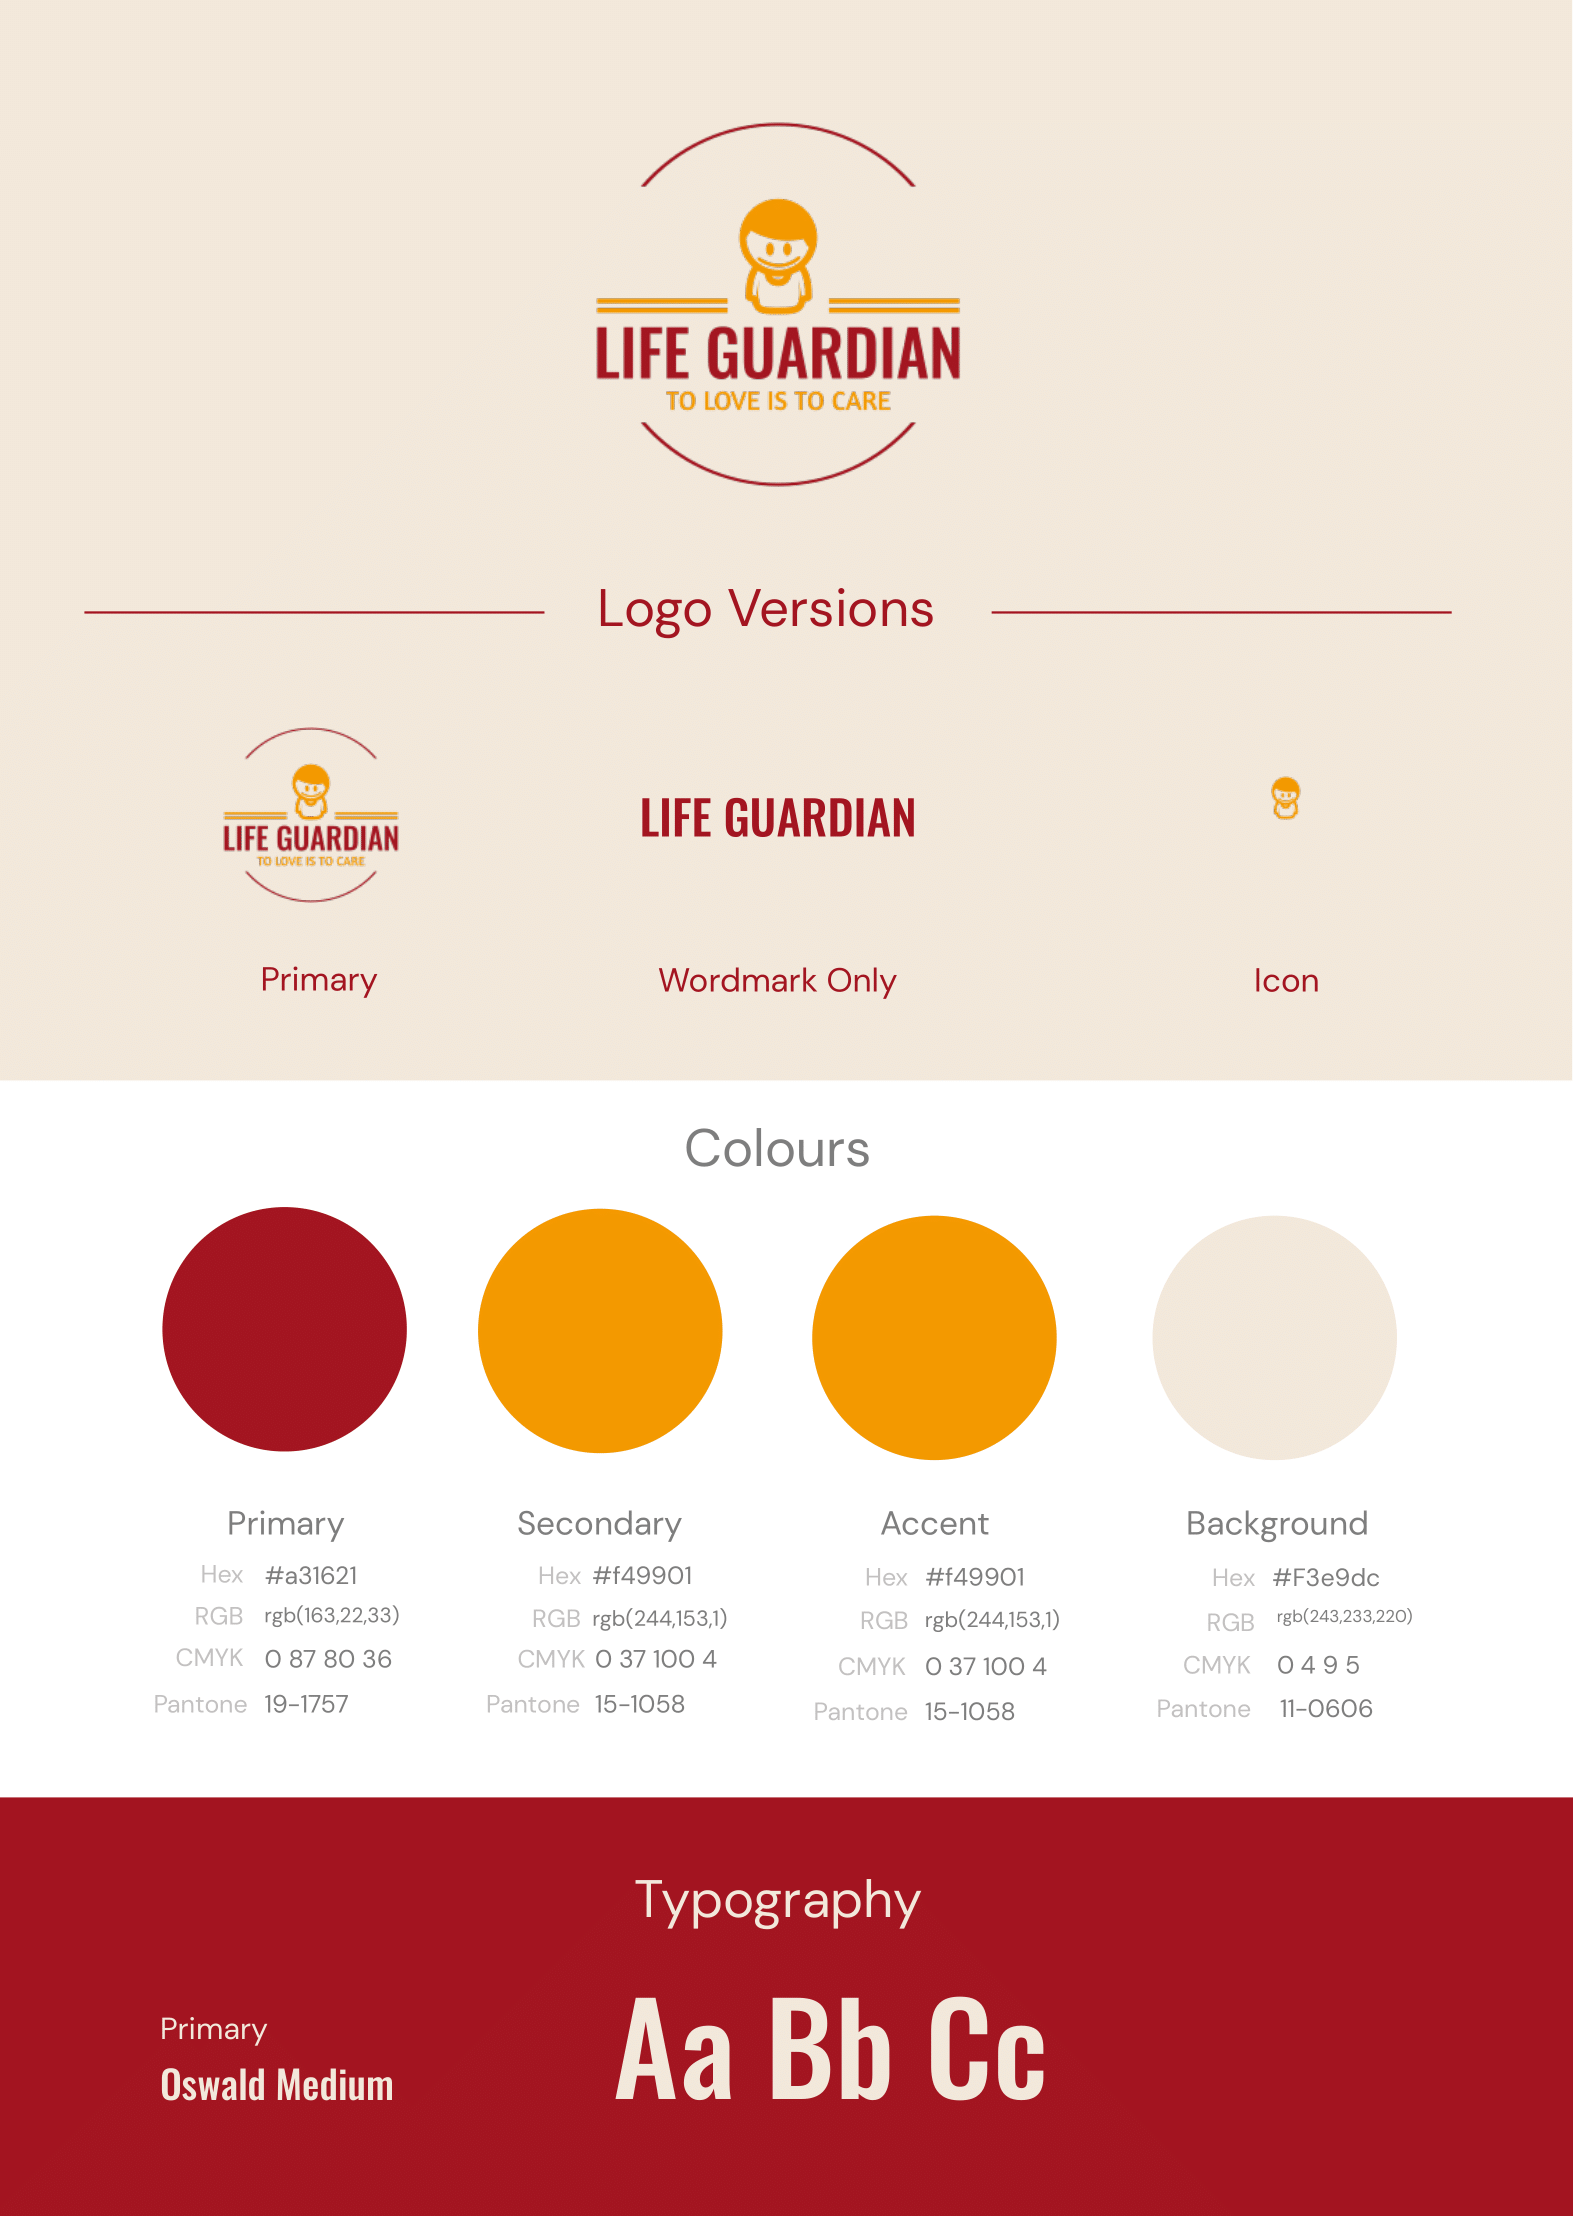 LIFE GUARDIAN
TO LOVE IS TO CARE
Logo Versions
LIFE GUARDIAN
TO LOVE IS TO CARE
LIFE GUARDIAN
Primary
Wordmark Only
Icon
Colours
Primary
Hex #a31621
RGB rgb(163,22,33)
CMYK 0 87 80 36
Pantone 19-1757
Secondary
Hex #f49901
RGB rgb(244,153,1)
CMYK 0 37 100 4
Pantone 15-1058
Accent
Hex #f49901
RGB rgb(244,153,1)
CMYK 0 37 100 4
Pantone 15-1058
Background
Hex #F3e9dc
RGB rgb(243,233,220)
CMYK 0 4 9 5
Pantone 11-0606
Typography
Primary
Oswald Medium
Aa Bb Cc